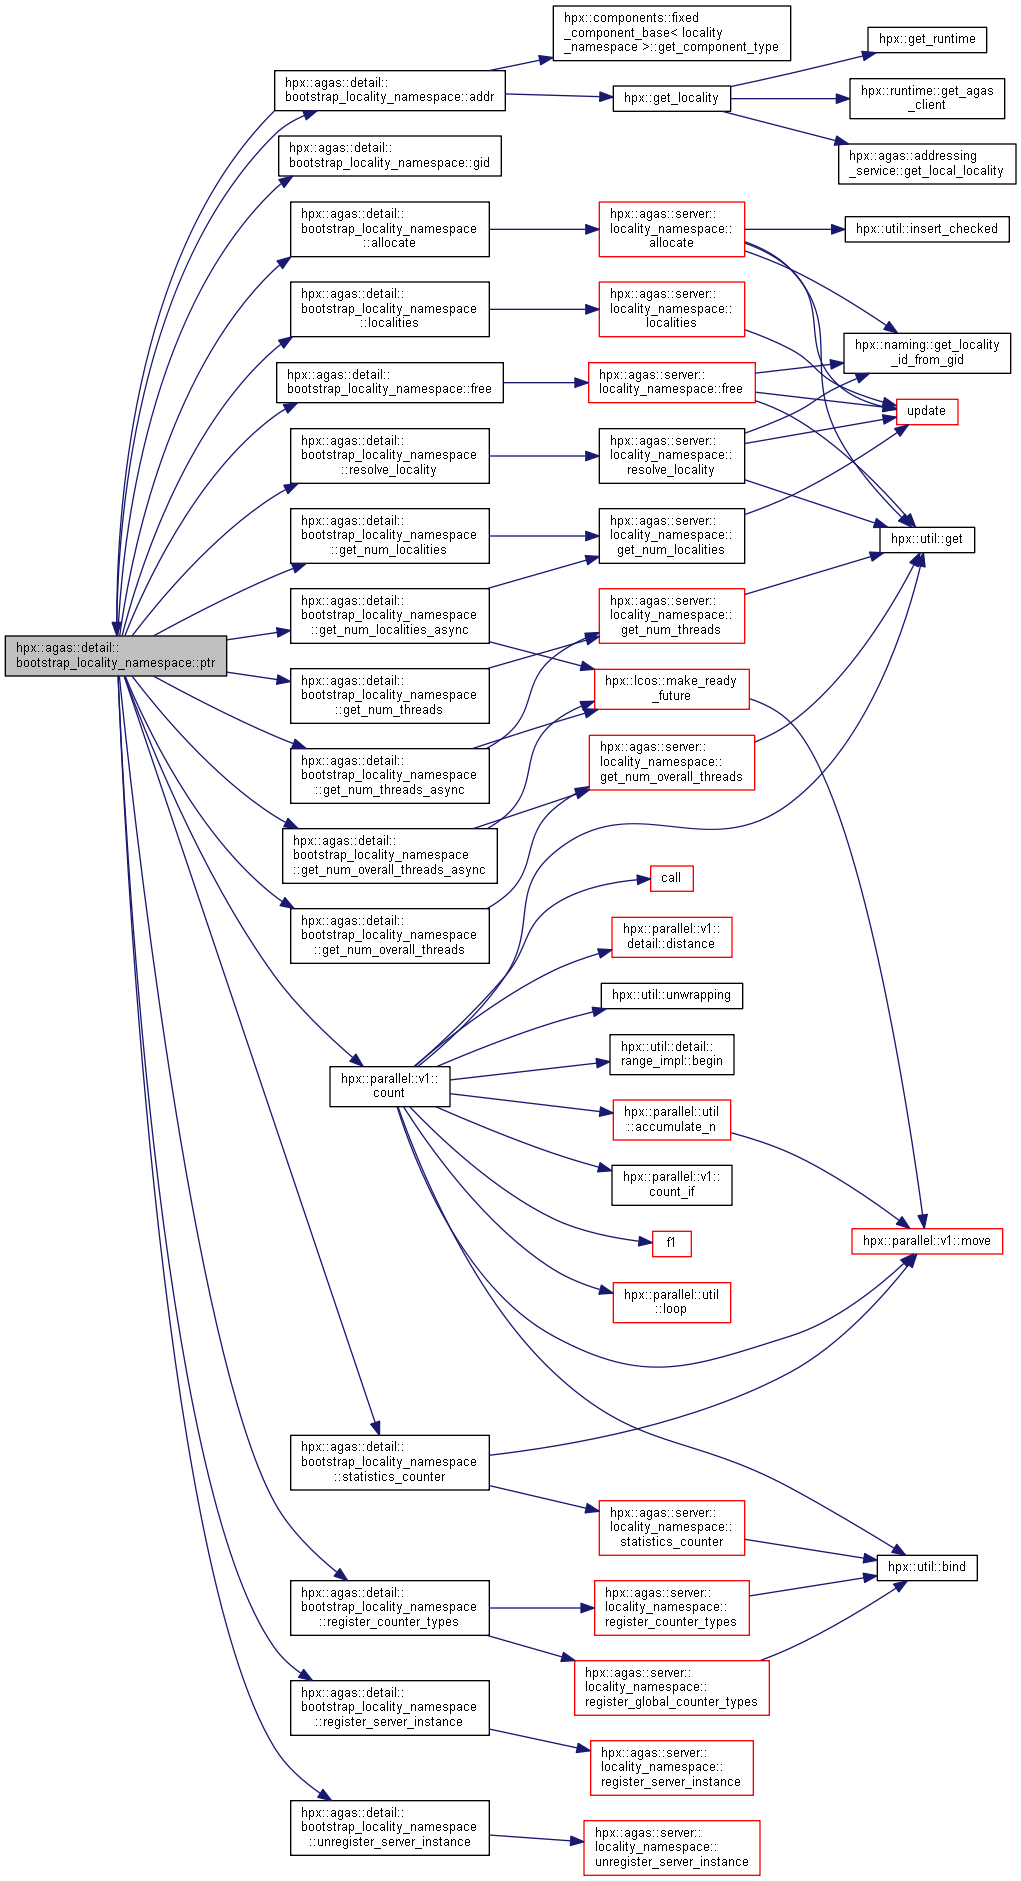 hpx::agas::detail::
bootstrap_locality_namespace::ptr
hpx::agas::detail::
bootstrap_locality_namespace::addr
hpx::agas::detail::
bootstrap_locality_namespace::gid
hpx::agas::detail::
bootstrap_locality_namespace
::allocate
hpx::agas::detail::
bootstrap_locality_namespace
::localities
hpx::agas::detail::
bootstrap_locality_namespace::free
hpx::agas::detail::
bootstrap_locality_namespace
::resolve_locality
hpx::agas::detail::
bootstrap_locality_namespace
::get_num_localities
hpx::agas::detail::
bootstrap_locality_namespace
::get_num_localities_async
hpx::agas::detail::
bootstrap_locality_namespace
::get_num_threads
hpx::agas::detail::
bootstrap_locality_namespace
::get_num_threads_async
hpx::agas::detail::
bootstrap_locality_namespace
::get_num_overall_threads_async
hpx::agas::detail::
bootstrap_locality_namespace
::get_num_overall_threads
hpx::parallel::v1::
count
hpx::agas::detail::
bootstrap_locality_namespace
::statistics_counter
hpx::agas::detail::
bootstrap_locality_namespace
::register_counter_types
hpx::agas::detail::
bootstrap_locality_namespace
::register_server_instance
hpx::agas::detail::
bootstrap_locality_namespace
::unregister_server_instance
hpx::components::fixed
_component_base< locality
_namespace >::get_component_type
hpx::get_locality
hpx::agas::server::
locality_namespace::
allocate
hpx::agas::server::
locality_namespace::
localities
hpx::agas::server::
locality_namespace::free
hpx::agas::server::
locality_namespace::
resolve_locality
hpx::agas::server::
locality_namespace::
get_num_localities
hpx::agas::server::
locality_namespace::
get_num_threads
hpx::lcos::make_ready
_future
hpx::agas::server::
locality_namespace::
get_num_overall_threads
call
hpx::parallel::v1::
detail::distance
hpx::util::unwrapping
hpx::util::detail::
range_impl::begin
hpx::parallel::util
::accumulate_n
hpx::parallel::v1::
count_if
f1
hpx::parallel::util
::loop
hpx::agas::server::
locality_namespace::
statistics_counter
hpx::agas::server::
locality_namespace::
register_counter_types
hpx::agas::server::
locality_namespace::
register_global_counter_types
hpx::agas::server::
locality_namespace::
register_server_instance
hpx::agas::server::
locality_namespace::
unregister_server_instance
hpx::get_runtime
hpx::runtime::get_agas
_client
hpx::agas::addressing
_service::get_local_locality
hpx::util::insert_checked
hpx::naming::get_locality
_id_from_gid
update
hpx::util::get
hpx::parallel::v1::move
hpx::util::bind